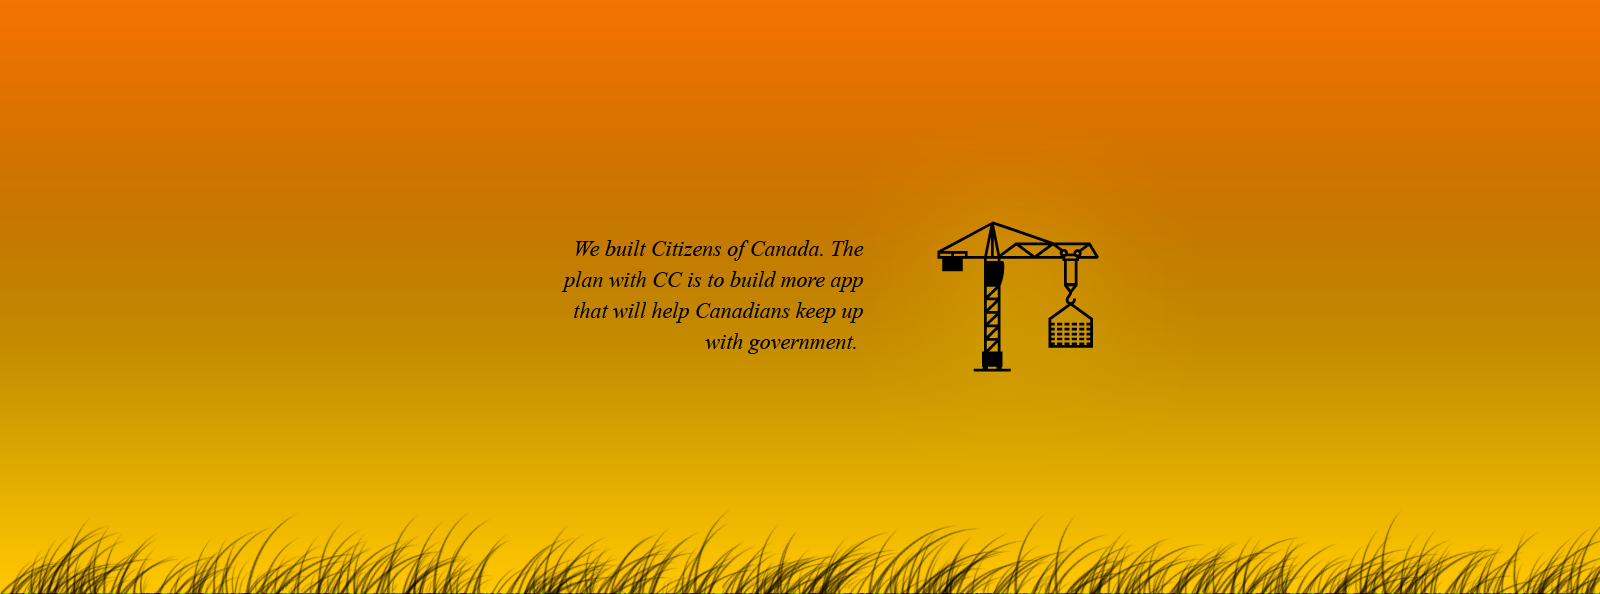 We built Citizens of Canada. The
plan with CC is to build more app
that will help Canadians keep up
with government.